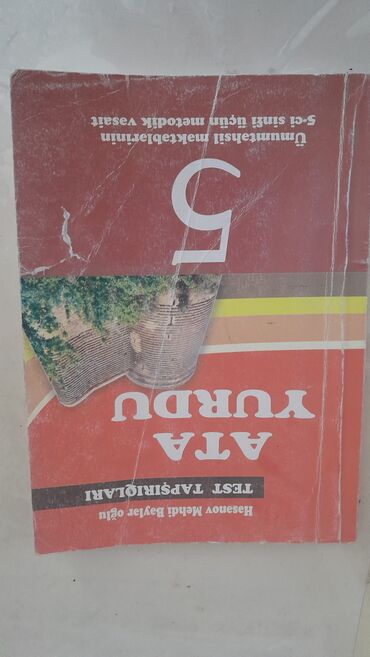 Həsənov Mehdi Bəylər oğlu
TEST TAPŞIRIQLARI
ATA
YURDU
5
Ümumtəhsil məktəblərinin
5-ci sinfi üçün metodik vəsait